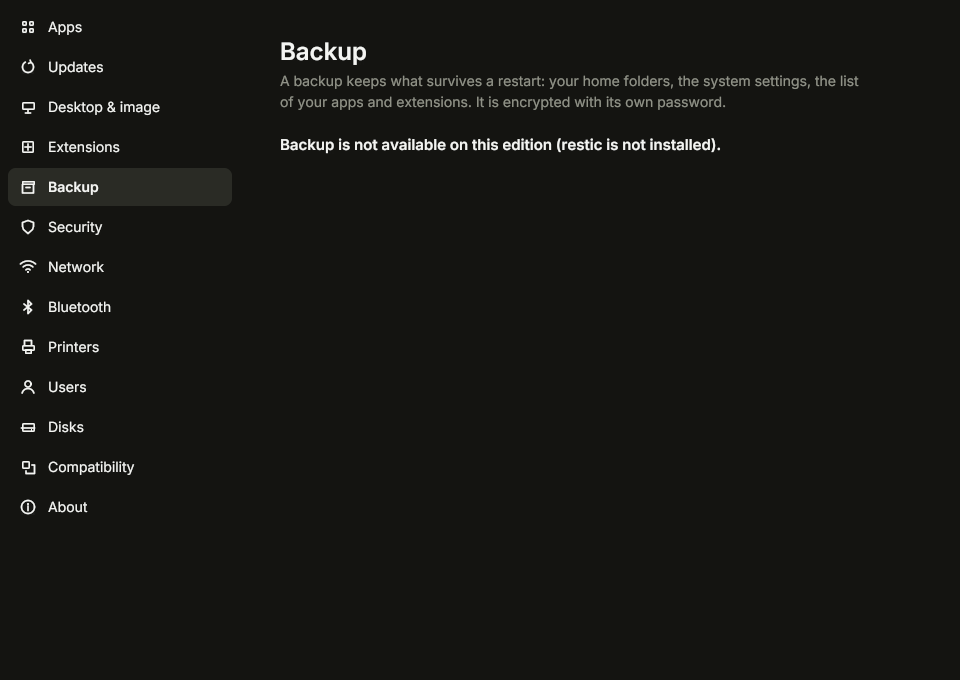 Apps
Updates
Desktop & image
Extensions
Backup
Security
Network
Bluetooth
Printers
Users
Disks
Compatibility
About
Backup
A backup keeps what survives a restart: your home folders, the system settings, the list
of your apps and extensions. It is encrypted with its own password.
Backup is not available on this edition (restic is not installed).